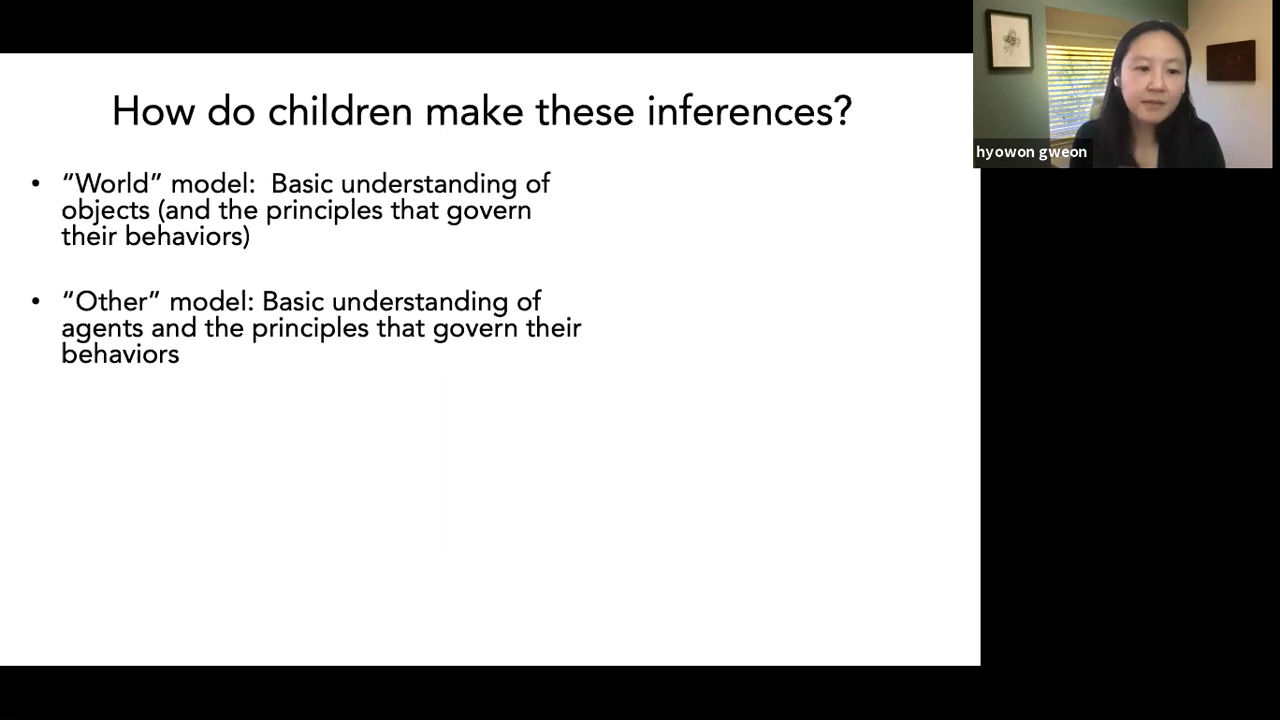 How do children make these inferences?
• “World” model:  Basic understanding of
objects (and the principles that govern
their behaviors)
• “Other” model: Basic understanding of
agents and the principles that govern their
behaviors
hyowon gweon